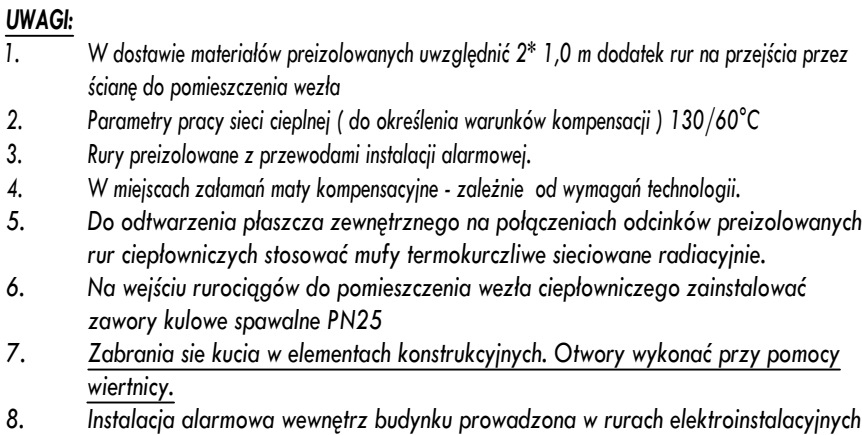 UWAGI:
1. W dostawie materiałów preizolowanych uwzględnić 2* 1,0 m dodatek rur na przejścia przez
ścianę do pomieszczenia wezła
2. Parametry pracy sieci cieplnej ( do określenia warunków kompensacji ) 130/60°C
3. Rury preizolowane z przewodami instalacji alarmowej.
4. W miejscach załamań maty kompensacyjne - zależnie od wymagań technologii.
5. Do odtwarzenia płaszcza zewnętrznego na połączeniach odcinków preizolowanych
rur ciepłowniczych stosować mufy termokurczliwe sieciowane radiacyjnie.
6. Na wejściu rurociągów do pomieszczenia wezła ciepłowniczego zainstalować
zawory kulowe spawalne PN25
7. Zabrania sie kucia w elementach konstrukcyjnych. Otwory wykonać przy pomocy
wiertnicy.
8. Instalacja alarmowa wewnętrz budynku prowadzona w rurach elektroinstalacyjnych